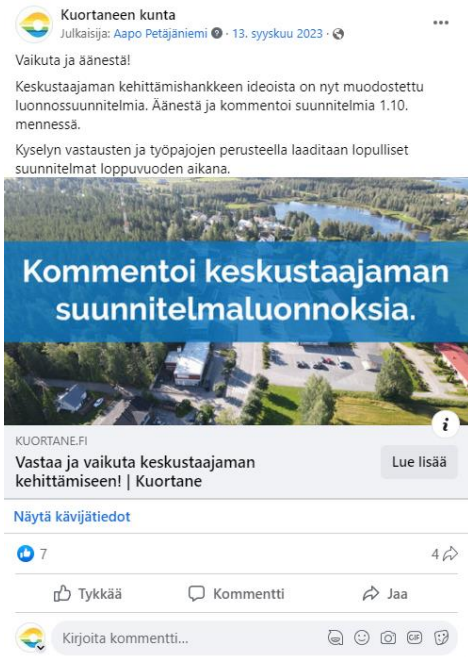 Kuortaneen kunta
Julkaisija: Aapo Petäjäniemi · 13. syyskuu 2023 ·
Vaikuta ja äänestä!
Keskustaajaman kehittämishankkeen ideoista on nyt muodostettu
luonnossuunnitelmia. Äänestä ja kommentoi suunnitelmia 1.10.
mennessä.
Kyselyn vastausten ja työpajojen perusteella laaditaan lopulliset
suunnitelmat loppuvuoden aikana.
Kommentoi keskustaajaman
suunnitelmaluonnoksia.
i
KUORTANE.FI
Vastaa ja vaikuta keskustaajaman
kehittämiseen! | Kuortane
Lue lisää
Näytä kävijätiedot
7
4
Tykkää
Kommentti
Jaa
Kirjoita kommentti...
GIF